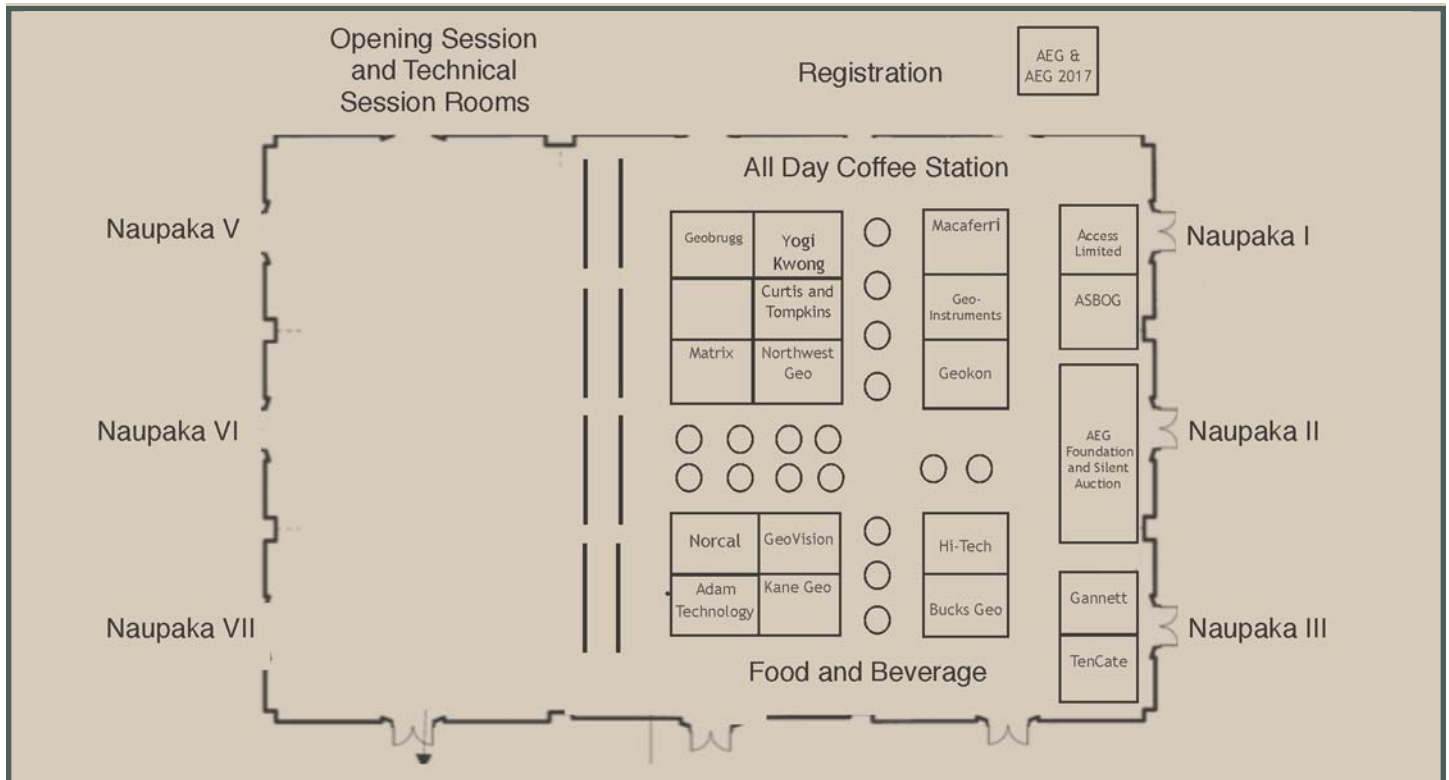 Opening Session
and Technical
Session Rooms
Registration
AEG &
AEG 2017
All Day Coffee Station
Naupaka V
Naupaka VI
Naupaka VII
Geobrugg
Yogi
Kwong
Curtis and
Tompkins
Matrix
Northwest
Geo
Macaferri
Geo-
Instruments
Geokon
Access
Limited
ASBOG
AEG
Foundation
and Silent
Auction
Naupaka I
Naupaka II
Naupaka III
Norcal
GeoVision
Adam
Technology
Kane Geo
Hi-Tech
Bucks Geo
Gannett
TenCate
Food and Beverage